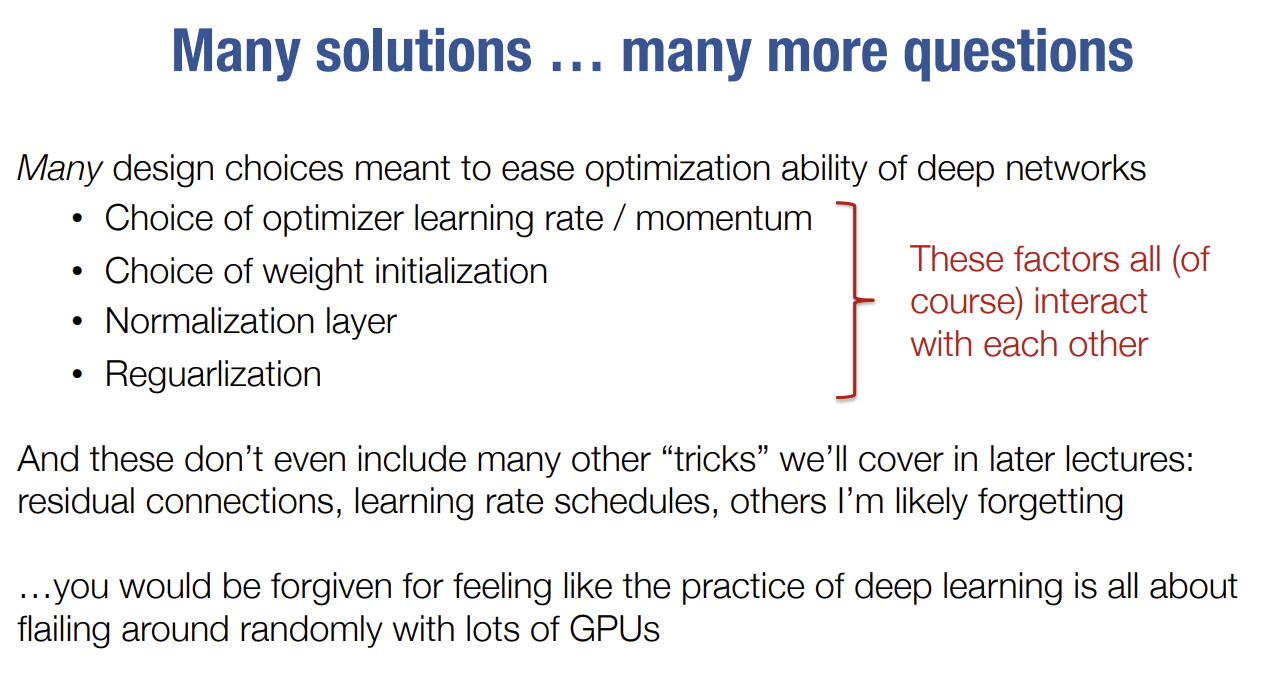 Many solutions … many more questions
Many design choices meant to ease optimization ability of deep networks
• Choice of optimizer learning rate / momentum
• Choice of weight initialization
• Normalization layer
• Reguarlization
These factors all (of
course) interact
with each other
And these don’t even include many other “tricks” we’ll cover in later lectures:
residual connections, learning rate schedules, others I’m likely forgetting
…you would be forgiven for feeling like the practice of deep learning is all about
flailing around randomly with lots of GPUs